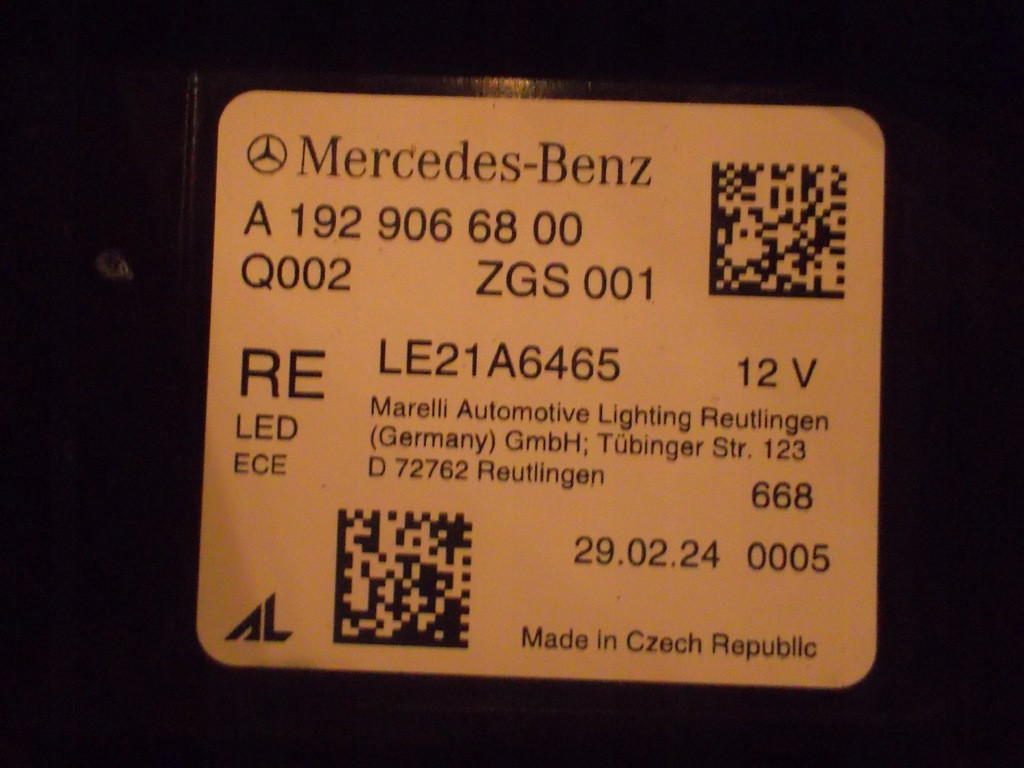 Mercedes-Benz
A 192 906 68 00
Q002 ZGS 001
RE LE21A6465 12 V
LED Marelli Automotive Lighting Reutlingen
ECE (Germany) GmbH; Tübinger Str. 123
D 72762 Reutlingen
668
29.02.24 0005
AL
Made in Czech Republic